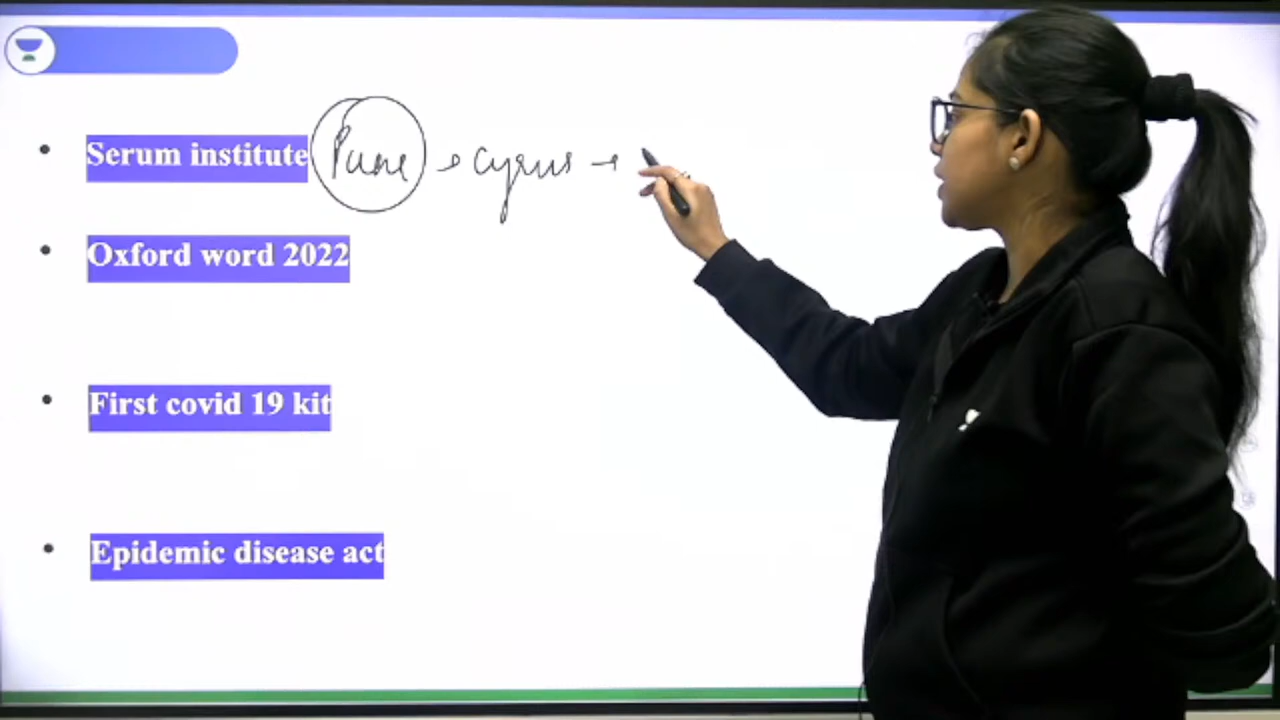 Serum institute Pune → Cyrus →
Oxford word 2022
First covid 19 kit
Epidemic disease act